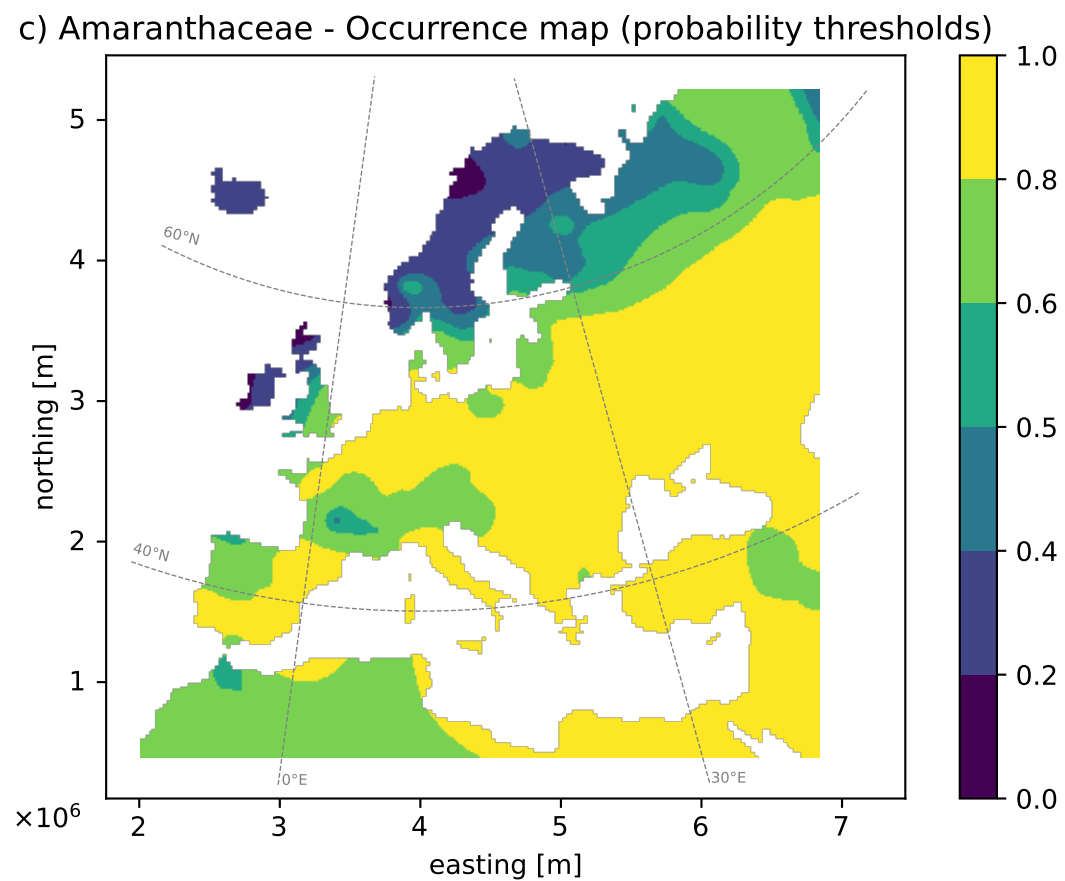 c) Amaranthaceae - Occurrence map (probability thresholds)
1.0
0.8
0.6
0.5
0.4
0.2
0.0
5
4
3
2
1
northing [m]
60°N
40°N
0°E
30°E
×10⁶
2 3 4 5 6 7
easting [m]